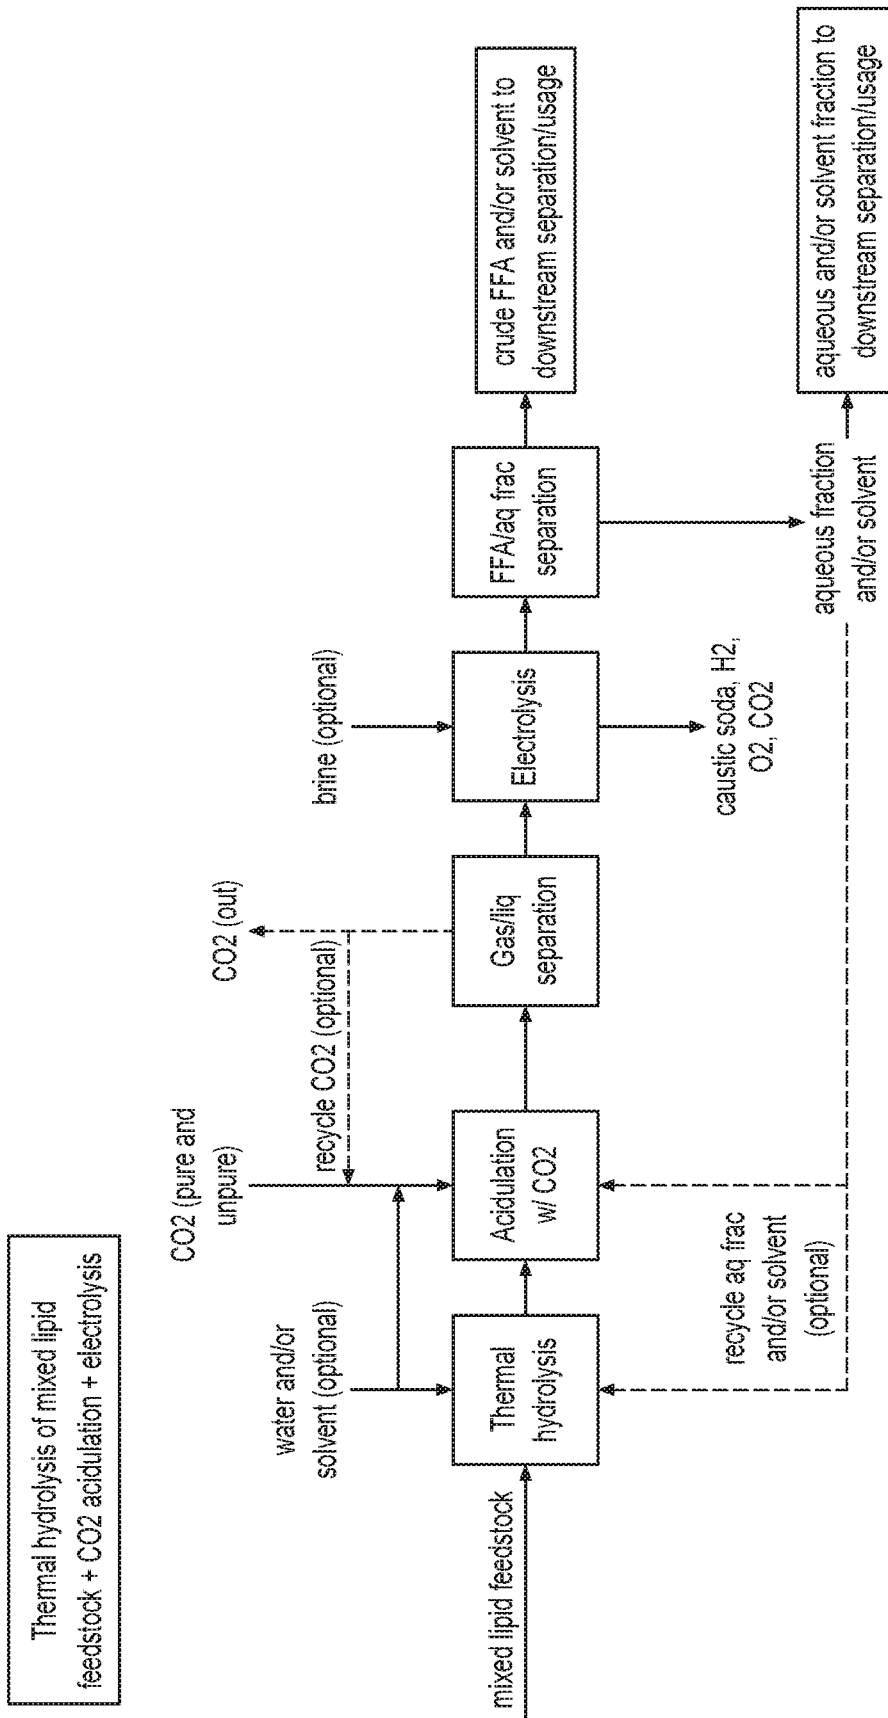 Thermal hydrolysis of mixed lipid
feedstock + CO2 acidulation + electrolysis
mixed lipid feedstock
water and/or
solvent (optional)
Thermal
hydrolysis
CO2 (pure and
unpure)
recycle CO2 (optional)
Acidulation
w/ CO2
recycle aq frac
and/or solvent
(optional)
CO2 (out)
Gas/liq
separation
brine (optional)
Electrolysis
caustic soda, H2,
O2, CO2
FFA/aq frac
separation
aqueous fraction
and/or solvent
crude FFA and/or solvent to
downstream separation/usage
aqueous and/or solvent fraction to
downstream separation/usage